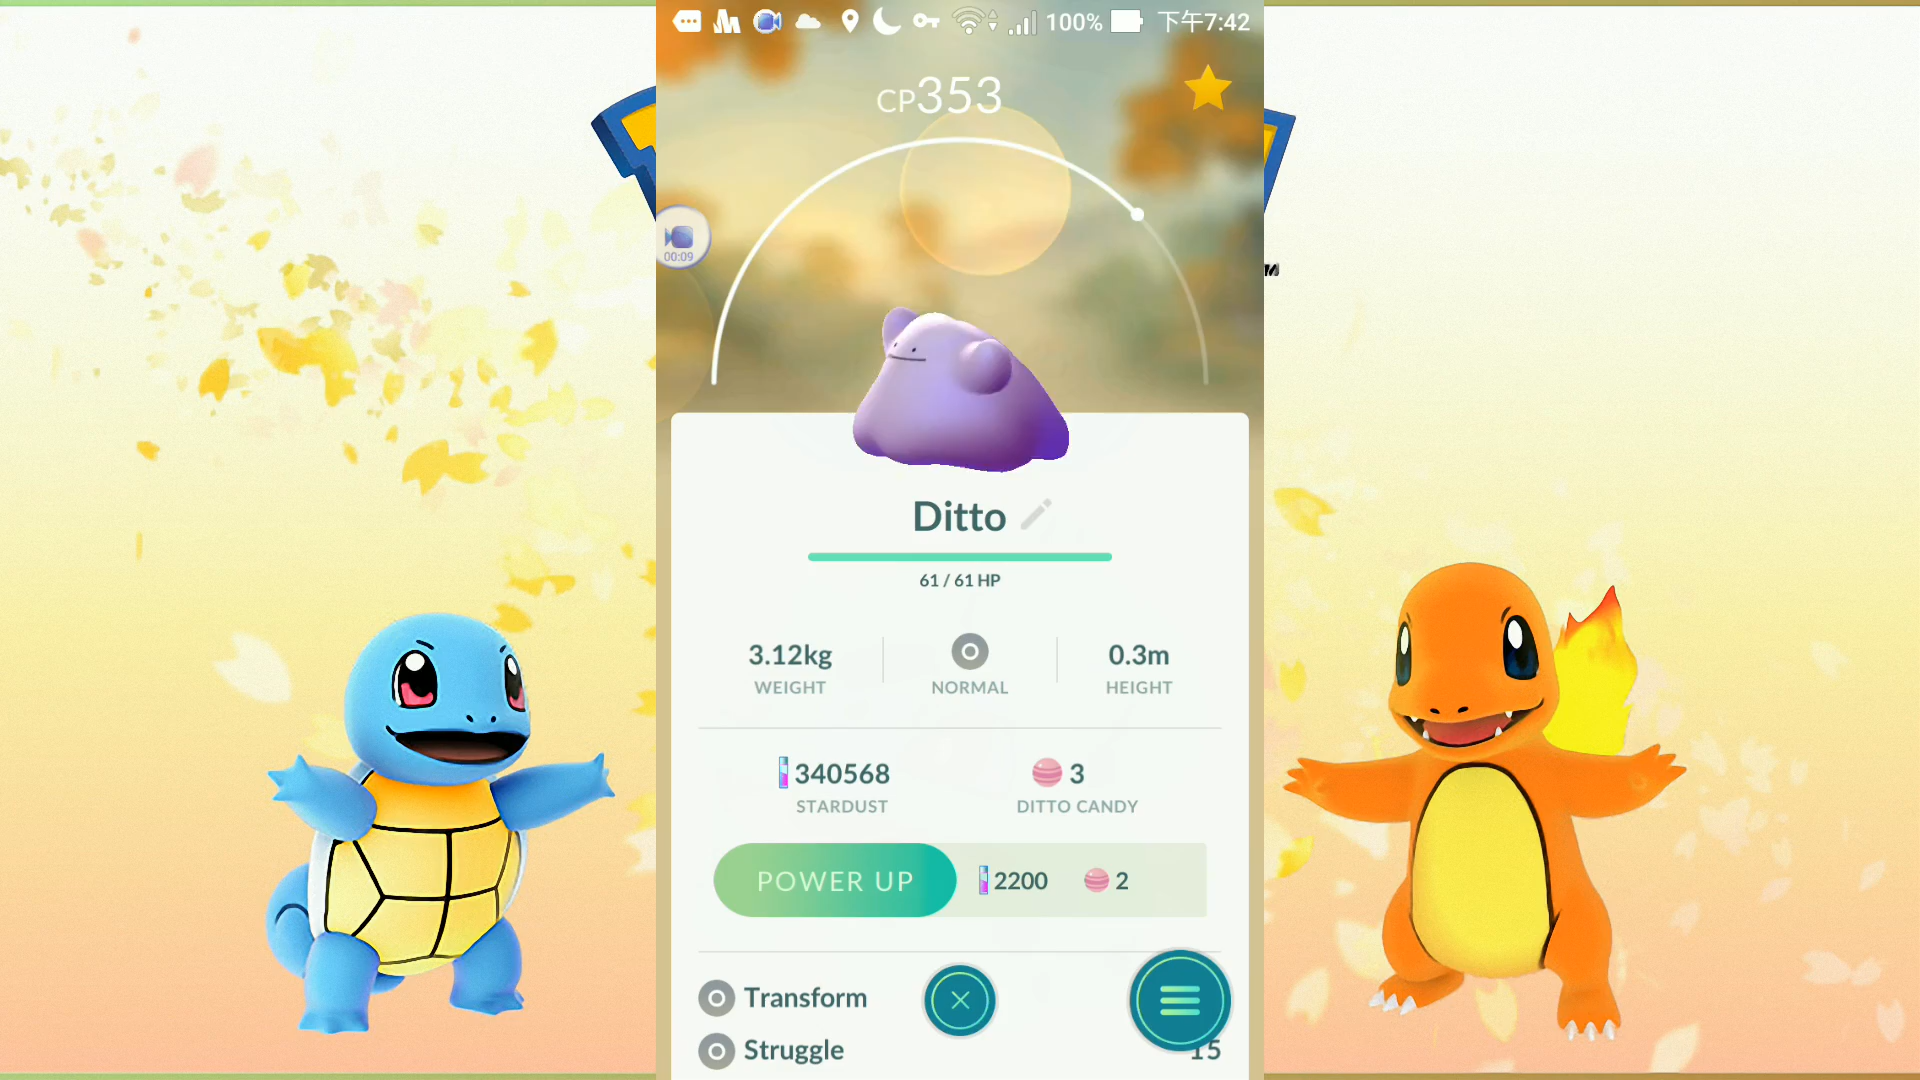 100% 下午7:42
CP353
00:09
Ditto
61 / 61 HP
3.12kg
WEIGHT
NORMAL
0.3m
HEIGHT
340568
STARDUST
3
DITTO CANDY
POWER UP 2200 2
Transform
Struggle 15